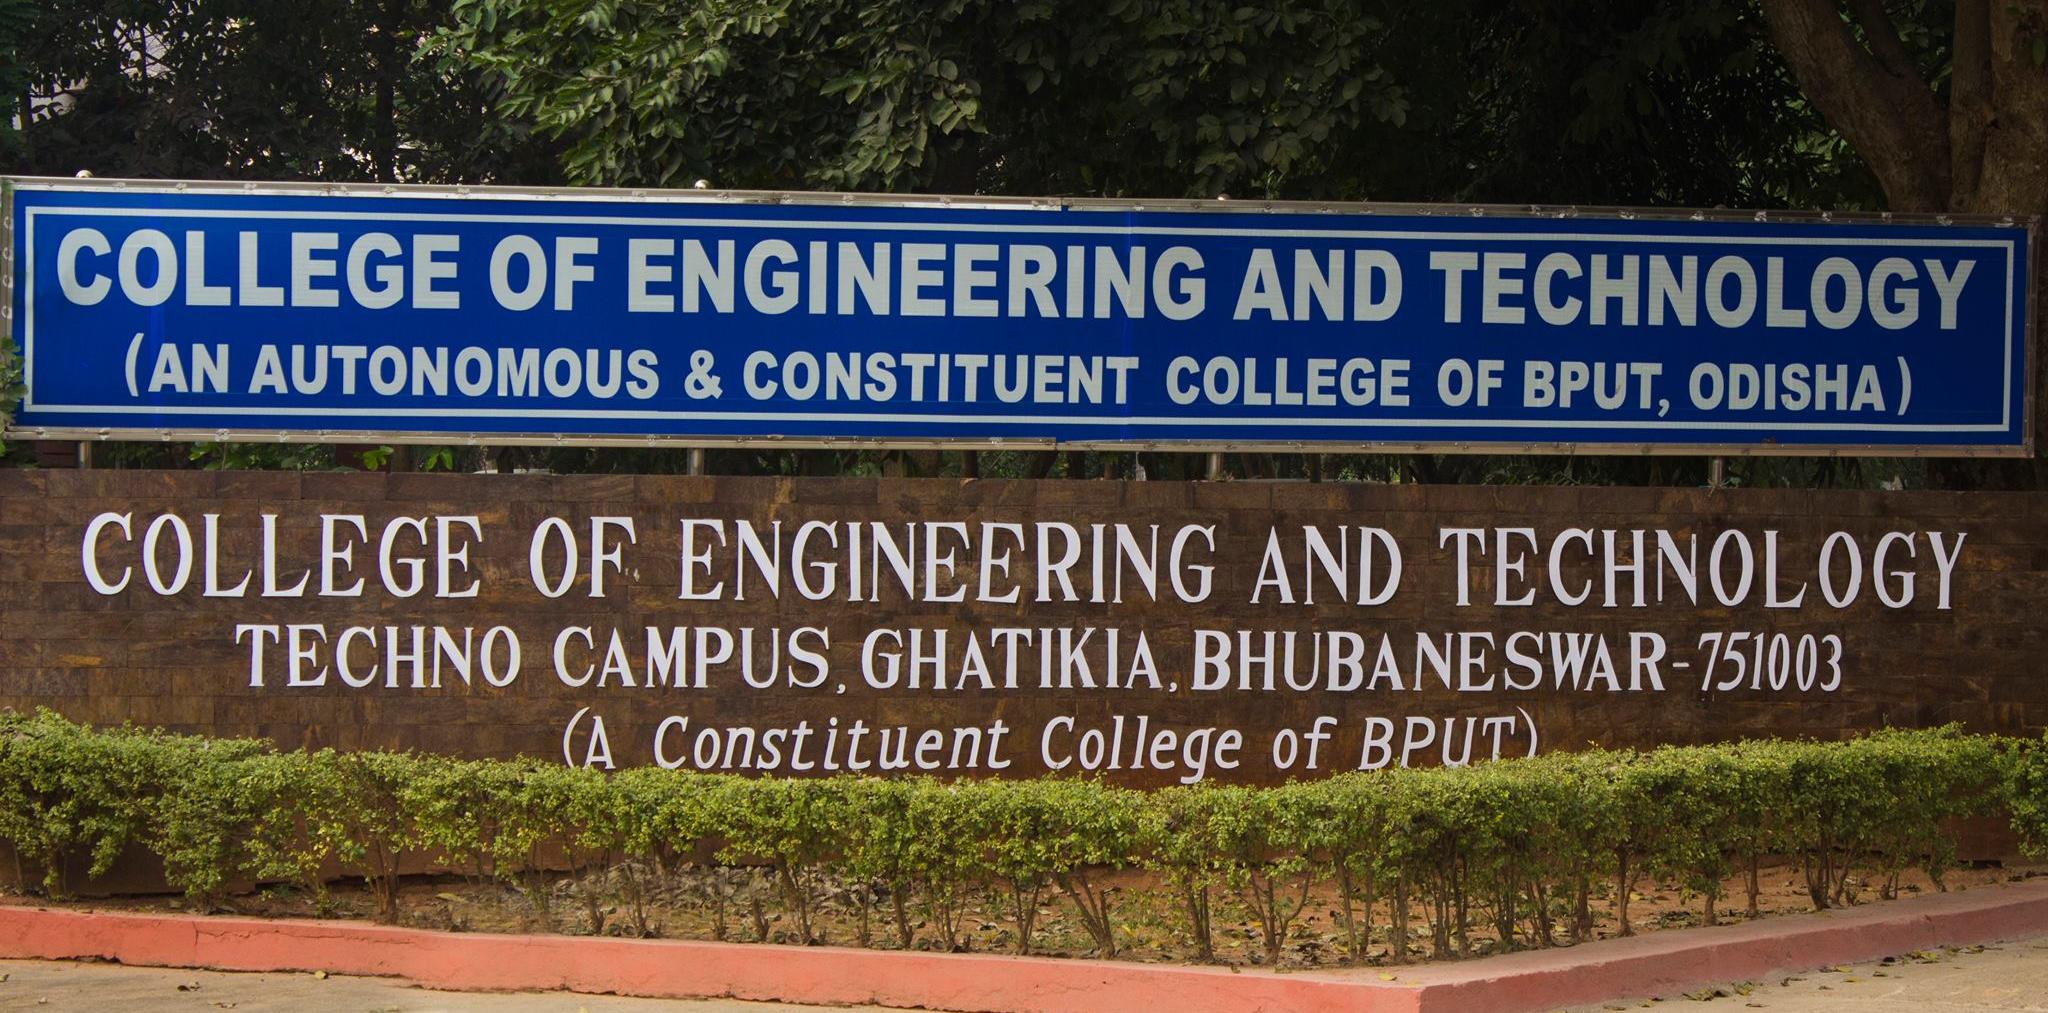 COLLEGE OF ENGINEERING AND TECHNOLOGY
(AN AUTONOMOUS & CONSTITUENT COLLEGE OF BPUT, ODISHA)
COLLEGE OF ENGINEERING AND TECHNOLOGY
TECHNO CAMPUS, GHATIKIA, BHUBANESWAR-751003
(A Constituent College of BPUT)